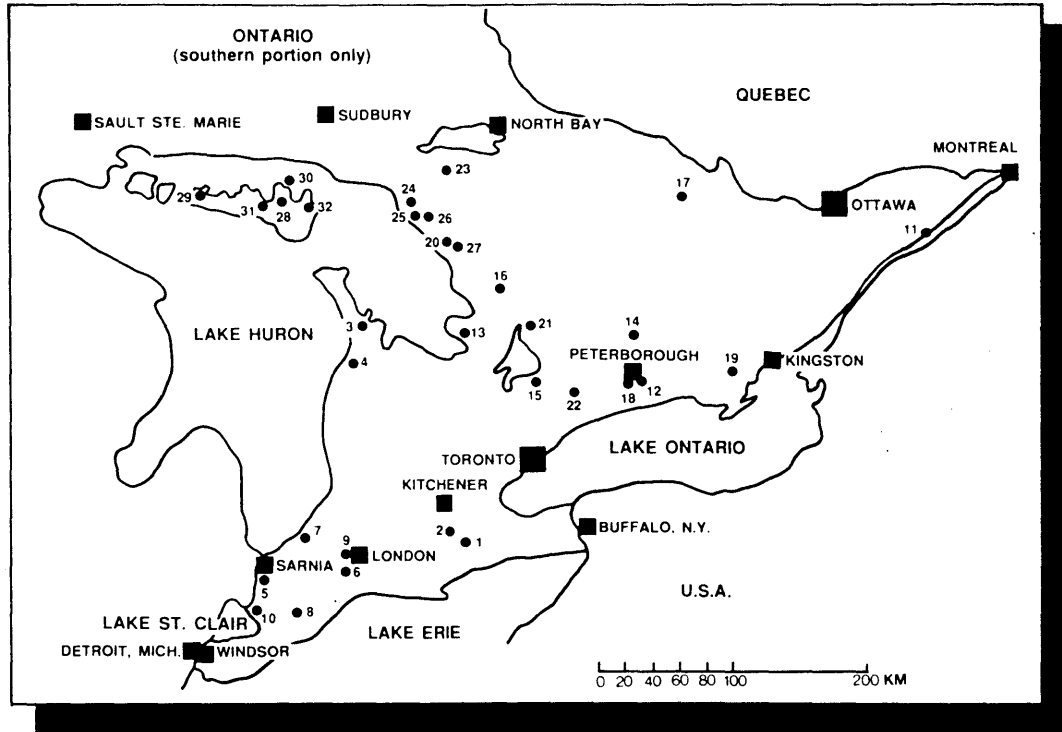 ONTARIO
(southern portion only)
QUEBEC
SAULT STE. MARIE
SUDBURY
NORTH BAY
MONTREAL
23
30
17
29
24
28
OTTAWA
31
32
25
26
11
20
27
16
LAKE HURON
3
13
21
14
4
PETERBOROUGH
19
KINGSTON
15
22
18
12
TORONTO
LAKE ONTARIO
KITCHENER
7
2
1
BUFFALO, N.Y.
9
LONDON
SARNIA
6
5
U.S.A.
10
8
LAKE ST. CLAIR
LAKE ERIE
DETROIT, MICH.
WINDSOR
0 20 40 60 80 100 200 KM